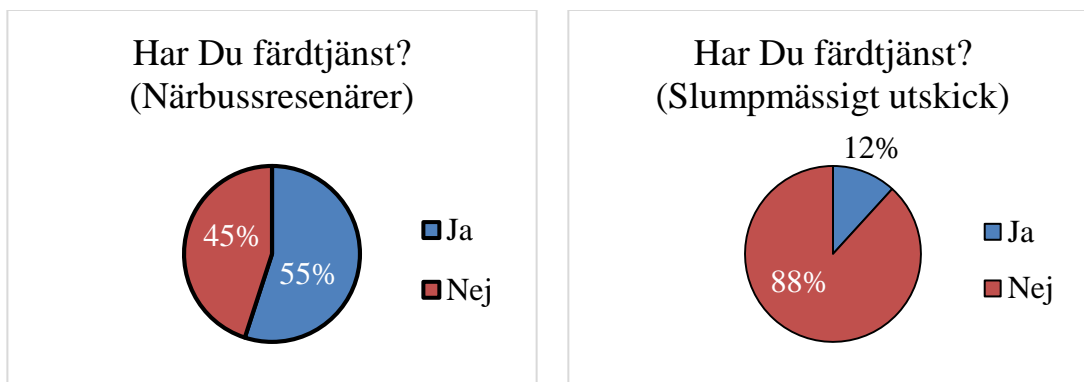 Har Du färdtjänst?
(Närbussresenärer)
45%
55%
Ja
Nej
Har Du färdtjänst?
(Slumpmässigt utskick)
12%
88%
Ja
Nej